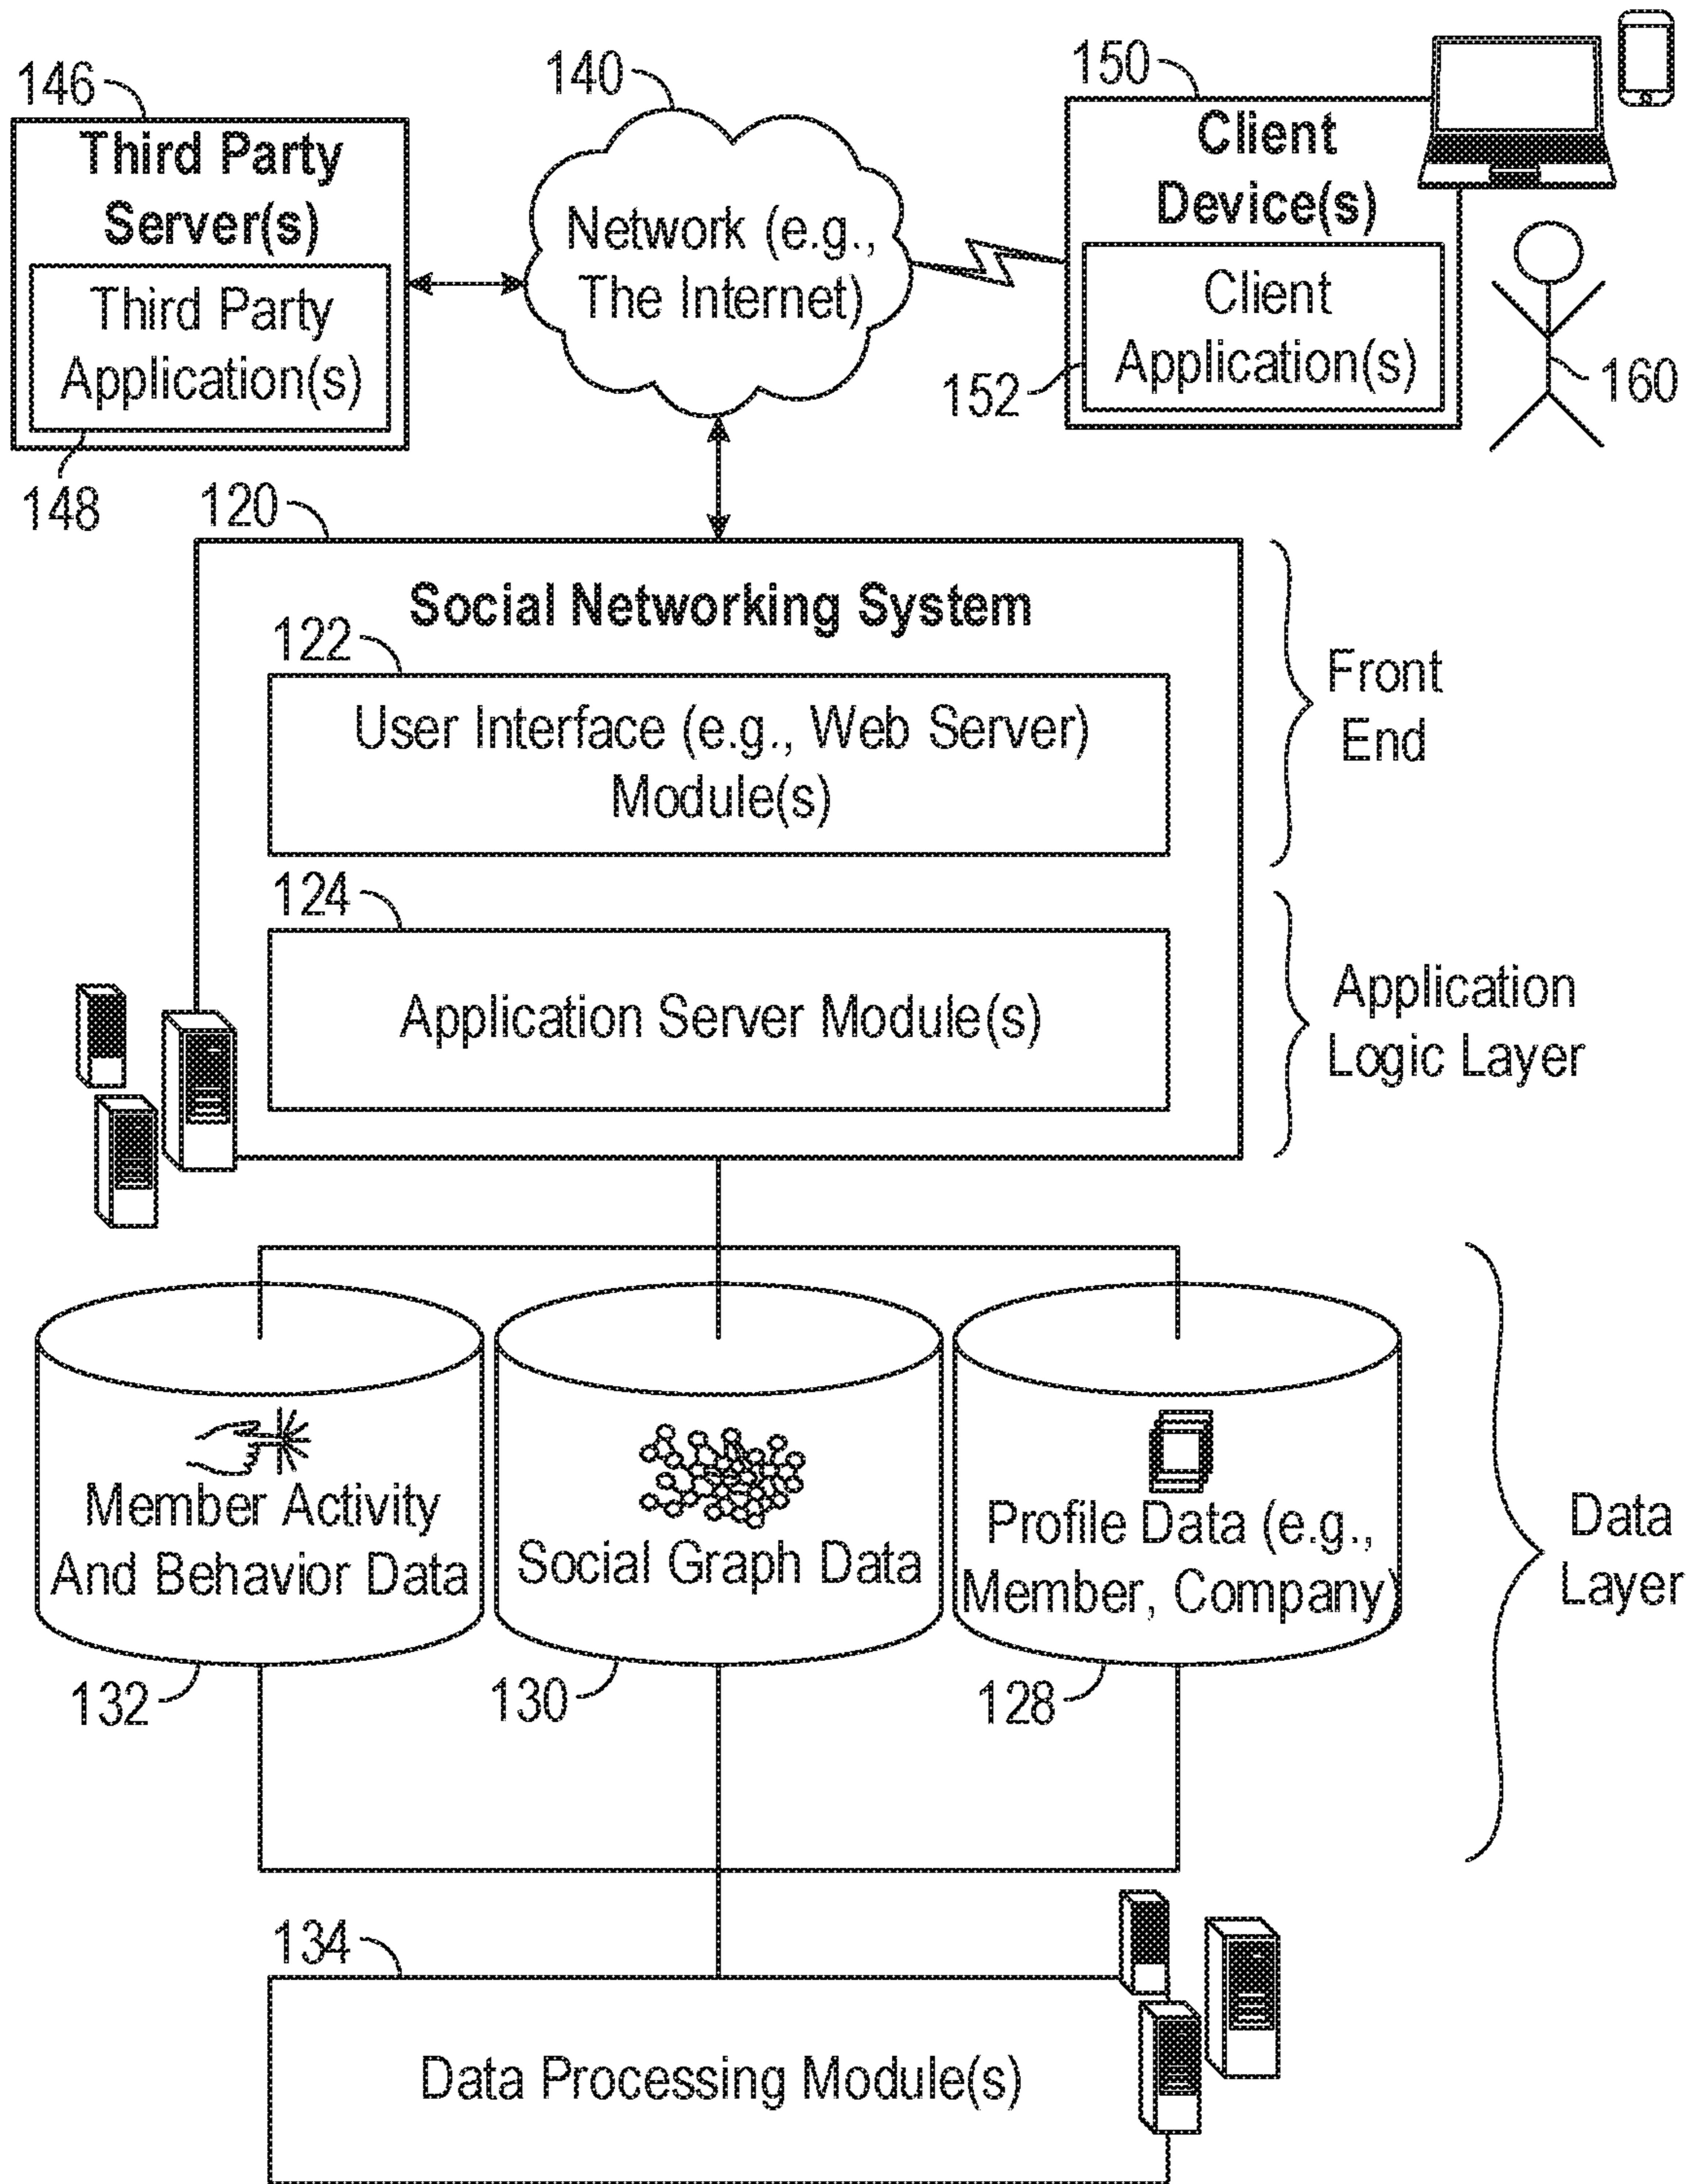 146
Third Party
Server(s)
Third Party
Application(s)
148
140
Network (e.g.,
The Internet)
150
Client
Device(s)
Client
Application(s)
152
160
120
Social Networking System
122
User Interface (e.g., Web Server)
Module(s)
Front
End
124
Application Server Module(s)
Application
Logic Layer
Member Activity
And Behavior Data
132
Social Graph Data
130
Profile Data (e.g.,
Member, Company)
128
Data
Layer
134
Data Processing Module(s)